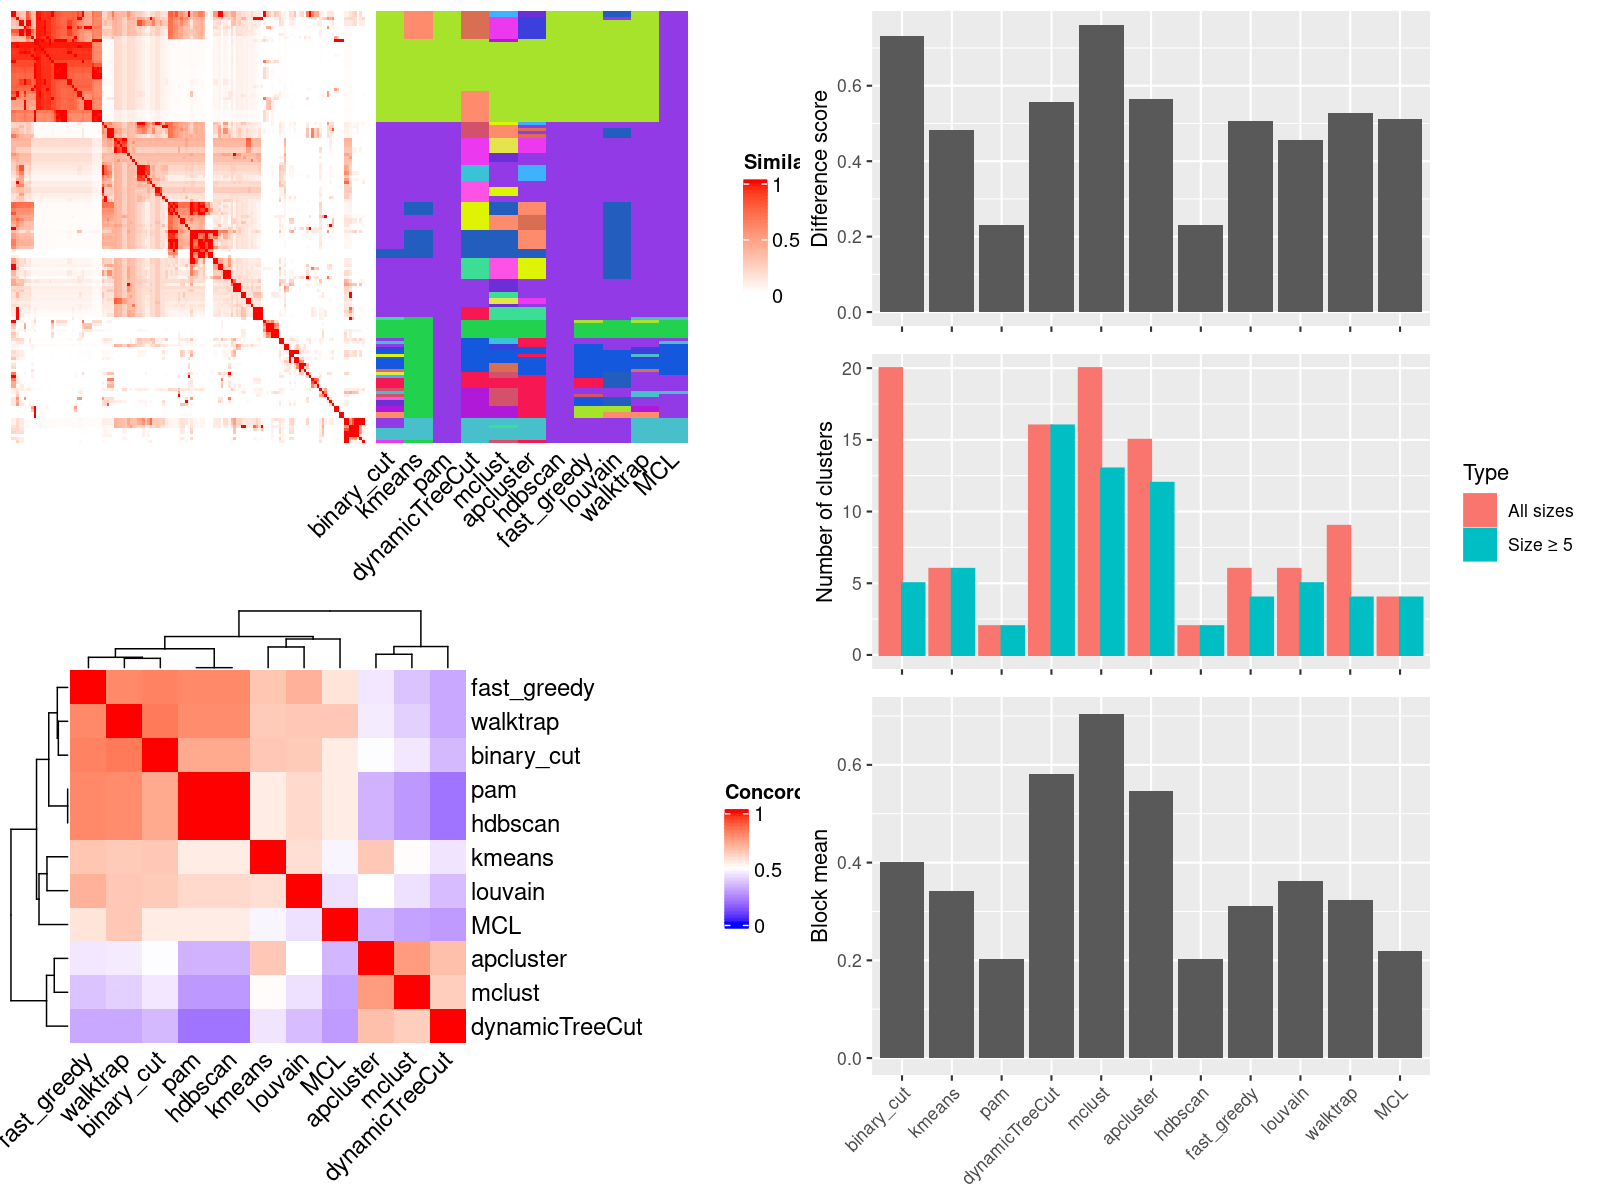 Simila
1
0.5
0
binary_cut
kmeans
pam
dynamicTreeCut
mclust
apcluster
hdbscan
fast_greedy
louvain
walktrap
MCL
Difference score
0.6
0.4
0.2
0.0
Number of clusters
20
15
10
5
0
Type
All sizes
Size ≥ 5
fast_greedy
walktrap
binary_cut
pam
hdbscan
kmeans
louvain
MCL
apcluster
mclust
dynamicTreeCut
fast_greedy
walktrap
binary_cut
pam
hdbscan
kmeans
louvain
MCL
apcluster
mclust
dynamicTreeCut
Concord
1
0.5
0
Block mean
0.6
0.4
0.2
0.0
binary_cut
kmeans
pam
dynamicTreeCut
mclust
apcluster
hdbscan
fast_greedy
louvain
walktrap
MCL